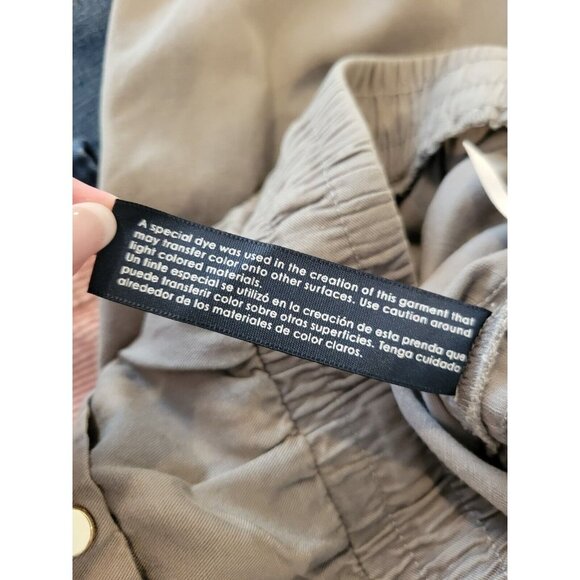 A special dye was used in the creation of this garment that
may transfer color onto other surfaces. Use caution around
light colored materials.
Un tinte especial se utilizó en la creación de esta prenda que
puede transferir color sobre otras superficies. Tenga cuidado
alrededor de los materiales de color claros.